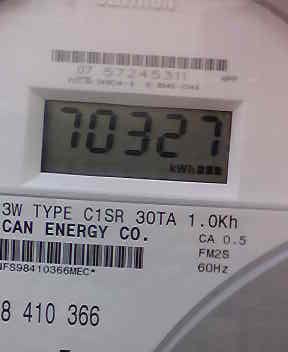 07 57245311
70327
kWh
3W TYPE C1SR 30TA 1.0Kh
CAN ENERGY CO.
CA 0.5
FM2S
60Hz
NFS98410366MEC*
8 410 366